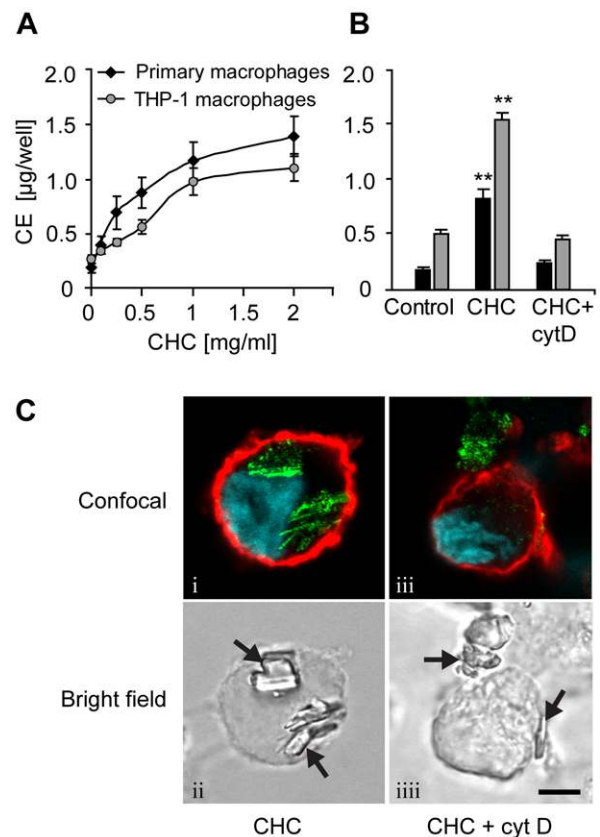 A
B
2.0
1.5
1.0
0.5
0
CE [µg/well]
Primary macrophages
THP-1 macrophages
0 0.5 1 1.5 2
CHC [mg/ml]
2.0
1.5
1.0
0.5
0
**
**
Control CHC CHC+
cytD
C
Confocal
i
iii
Bright field
ii
iiii
CHC CHC + cyt D